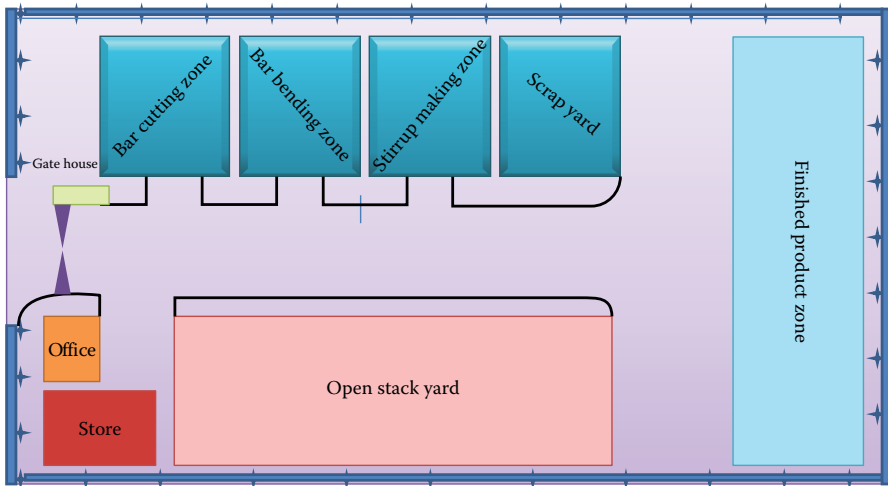 Bar cutting zone
Bar bending zone
Stirrup making zone
Scrap yard
Gate house
Finished product zone
Office
Open stack yard
Store